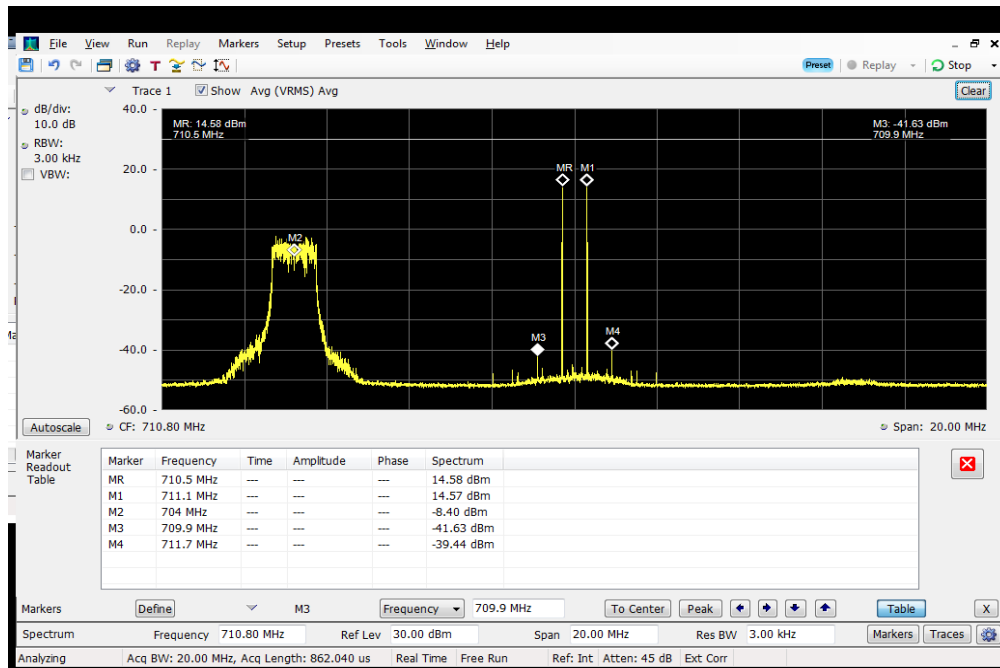 File View Run Replay Markers Setup Presets Tools Window Help
Preset Replay Stop
Trace 1 Show Avg (VRMS) Avg Clear
dB/div:
10.0 dB
RBW:
3.00 kHz
VBW:
40.0
20.0
0.0
-20.0
-40.0
-60.0
MR: 14.58 dBm
710.5 MHz
M3: -41.63 dBm
709.9 MHz
MR M1
M2
M3
M4
Autoscale CF: 710.80 MHz Span: 20.00 MHz
Marker
Readout
Table
Marker Frequency Time Amplitude Phase Spectrum
MR 710.5 MHz --- --- --- 14.58 dBm
M1 711.1 MHz --- --- --- 14.57 dBm
M2 704 MHz --- --- --- -8.40 dBm
M3 709.9 MHz --- --- --- -41.63 dBm
M4 711.7 MHz --- --- --- -39.44 dBm
Markers Define M3 Frequency 709.9 MHz To Center Peak Table X
Spectrum Frequency 710.80 MHz Ref Lev 30.00 dBm Span 20.00 MHz Res BW 3.00 kHz Markers Traces
Analyzing Acq BW: 20.00 MHz, Acq Length: 862.040 us Real Time Free Run Ref: Int Atten: 45 dB Ext Corr